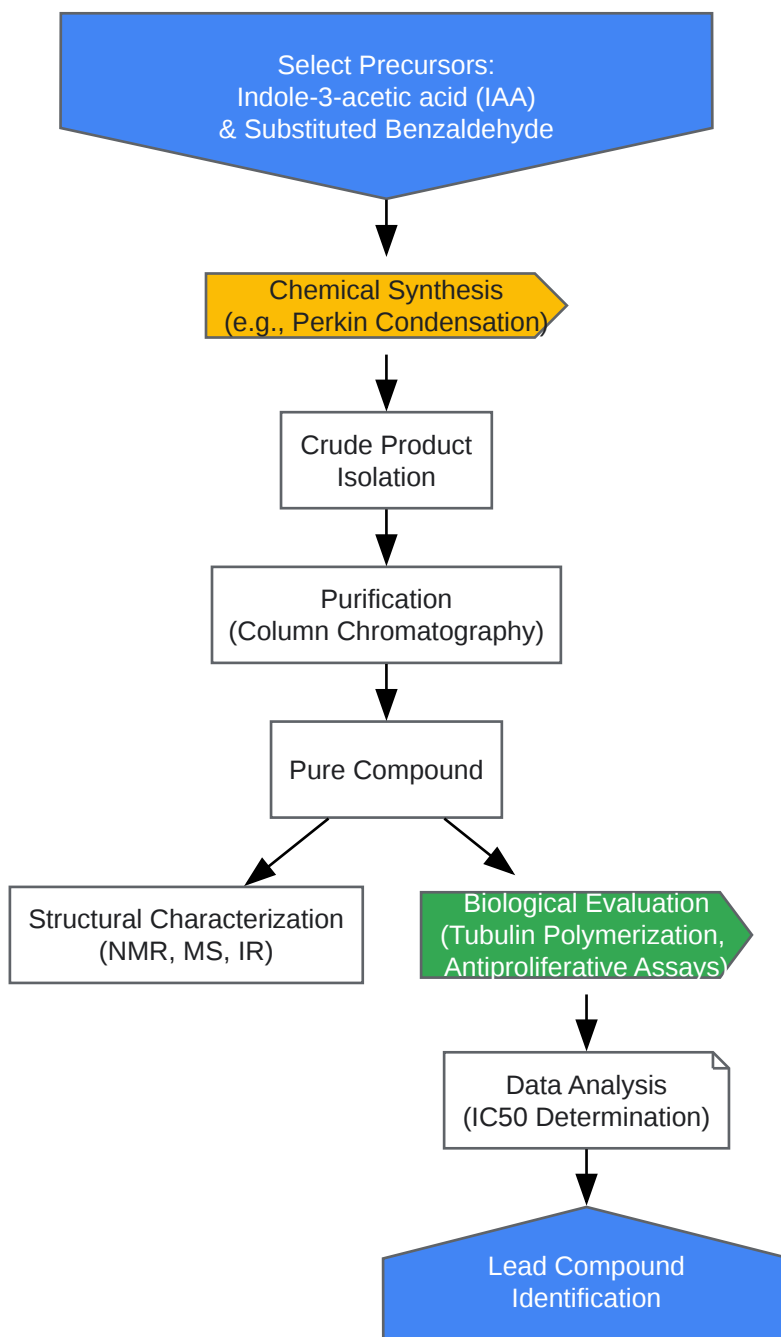 Select Precursors:
Indole-3-acetic acid (IAA)
& Substituted Benzaldehyde
Chemical Synthesis
(e.g., Perkin Condensation)
Crude Product
Isolation
Purification
(Column Chromatography)
Pure Compound
Structural Characterization
(NMR, MS, IR)
Biological Evaluation
(Tubulin Polymerization,
Antiproliferative Assays)
Data Analysis
(IC50 Determination)
Lead Compound
Identification